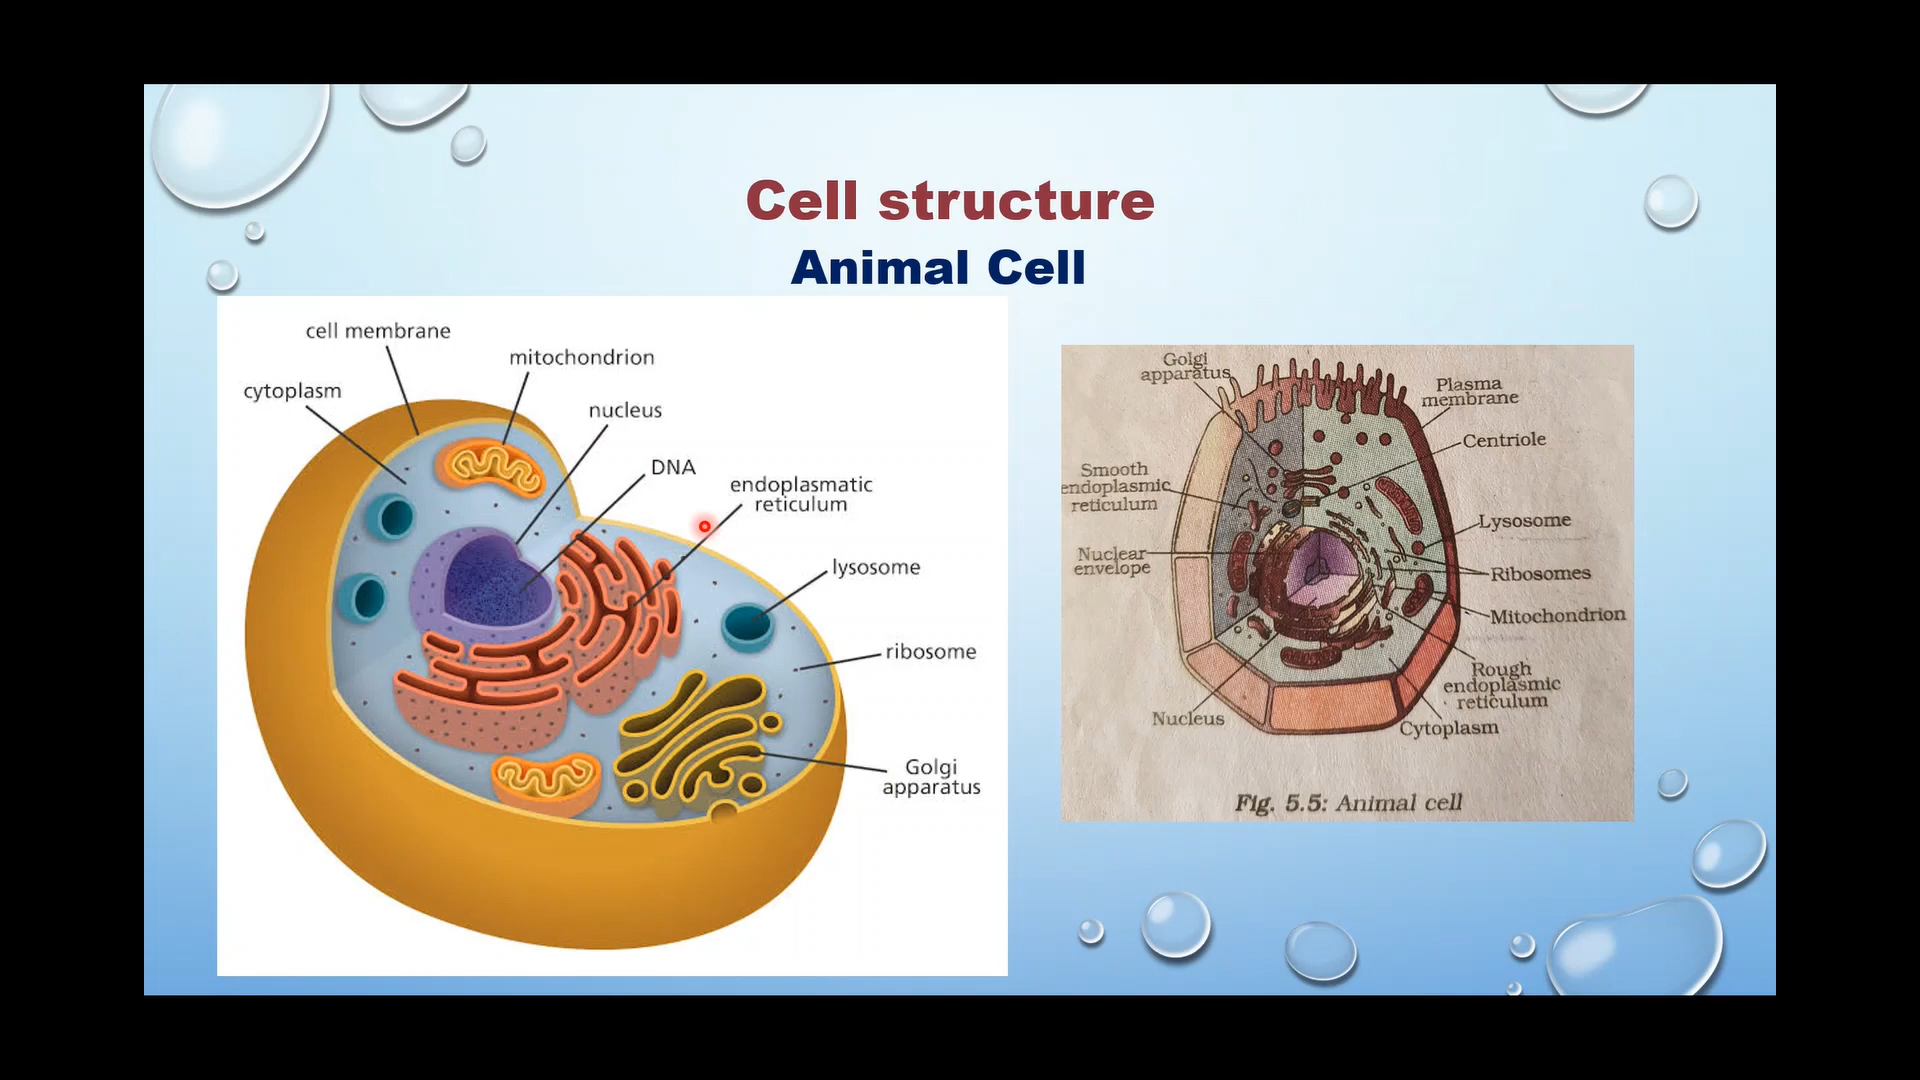 Cell structure
Animal Cell
cell membrane
mitochondrion
cytoplasm
nucleus
DNA
endoplasmatic
reticulum
lysosome
ribosome
Golgi
apparatus
Golgi
apparatus
Plasma
membrane
Centriole
Smooth
endoplasmic
reticulum
Lysosome
Nuclear
envelope
Ribosomes
Mitochondrion
Rough
endoplasmic
reticulum
Nucleus
Cytoplasm
Fig. 5.5: Animal cell